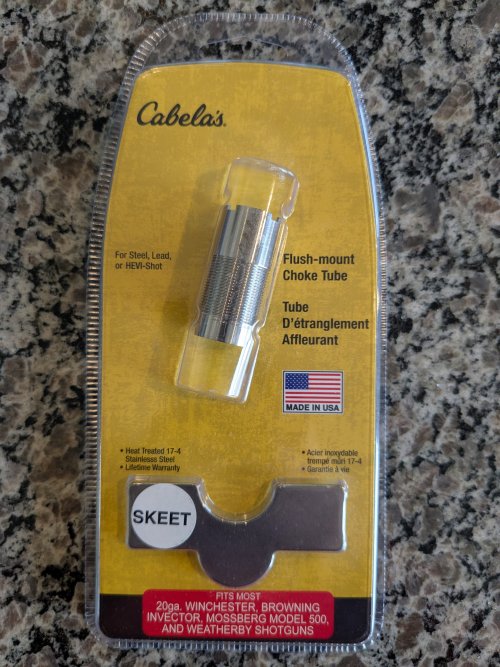 Cabela's.
For Steel, Lead,
or HEVI-Shot
Flush-mount
Choke Tube
Tube
D'étranglement
Affleurant
MADE IN USA
• Heat Treated 17-4
Stainlesss Steel
• Lifetime Warranty
• Acier inoxydable
trempé mûri 17-4
• Garantie à vie
SKEET
FITS MOST
20ga. WINCHESTER, BROWNING
INVECTOR, MOSSBERG MODEL 500,
AND WEATHERBY SHOTGUNS